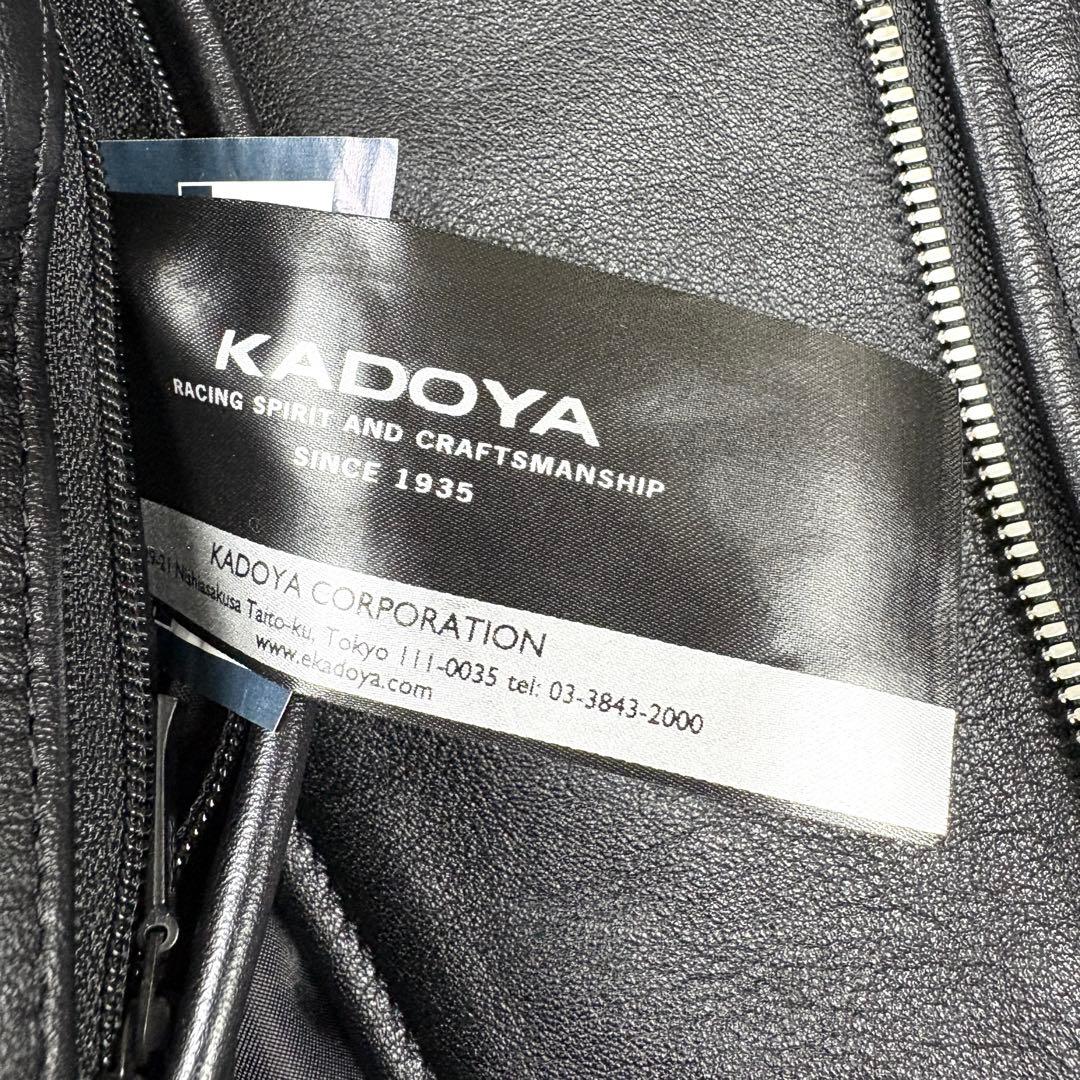 KADOYA
RACING SPIRIT AND CRAFTSMANSHIP
SINCE 1935
KADOYA CORPORATION
Nishiasakusa Taito-ku, Tokyo 111-0035 tel: 03-3843-2000
www.ekadoya.com